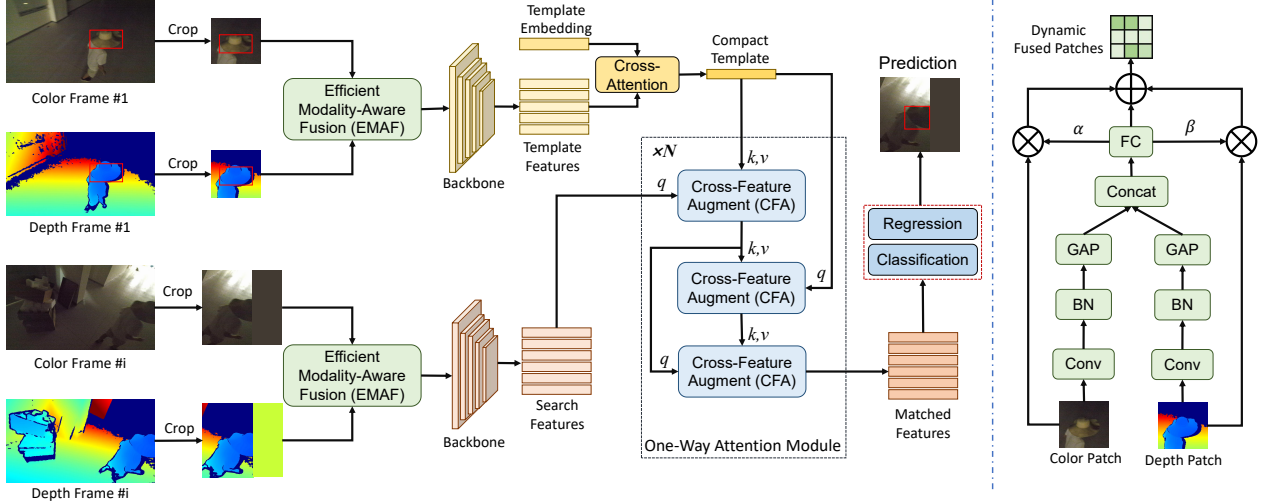 Color Frame #1
Crop
Depth Frame #1
Crop
Efficient
Modality-Aware
Fusion (EMAF)
Backbone
Template
Embedding
Template
Features
Cross-
Attention
Compact
Template
Color Frame #i
Crop
Depth Frame #i
Crop
Efficient
Modality-Aware
Fusion (EMAF)
Backbone
Search
Features
×N
k,v
q
Cross-Feature
Augment (CFA)
k,v
Cross-Feature
Augment (CFA)
q
k,v
q
Cross-Feature
Augment (CFA)
One-Way Attention Module
Prediction
Regression
Classification
Matched
Features
Dynamic
Fused Patches
α
FC
β
Concat
GAP
GAP
BN
BN
Conv
Conv
Color Patch
Depth Patch